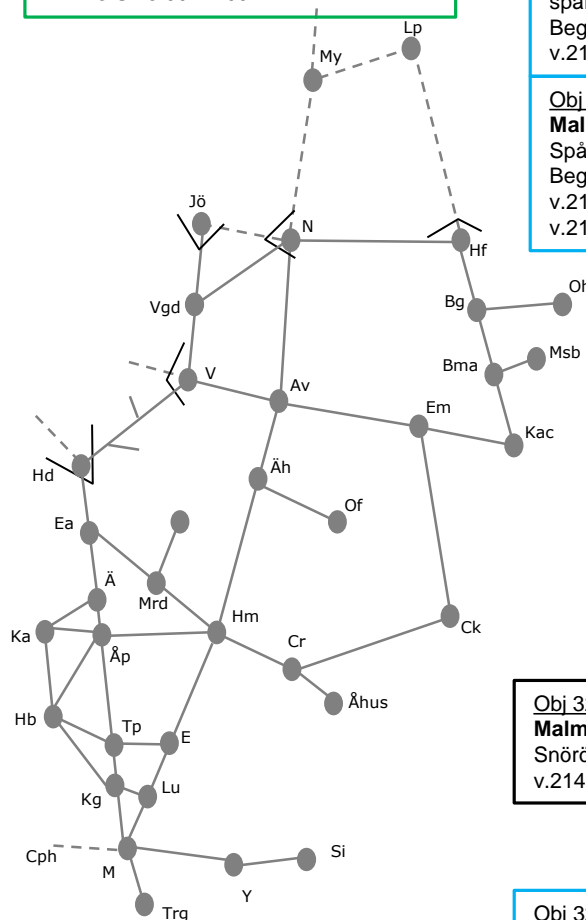 Beg
v.21
Lp
My
Obj
Mal
Spå
Beg
v.21
v.21
Jö
N
Hf
Vgd
Bg
V
Bma
Msb
Av
Em
Kac
Hd
Äh
Of
Ea
Ä
Mrd
Hm
Ck
Ka
Åp
Cr
Åhus
Hb
Tp
E
Obj 3
Malm
Snörö
v.214
Kg
Lu
Cph
M
Si
Y
Trg
Obj 3